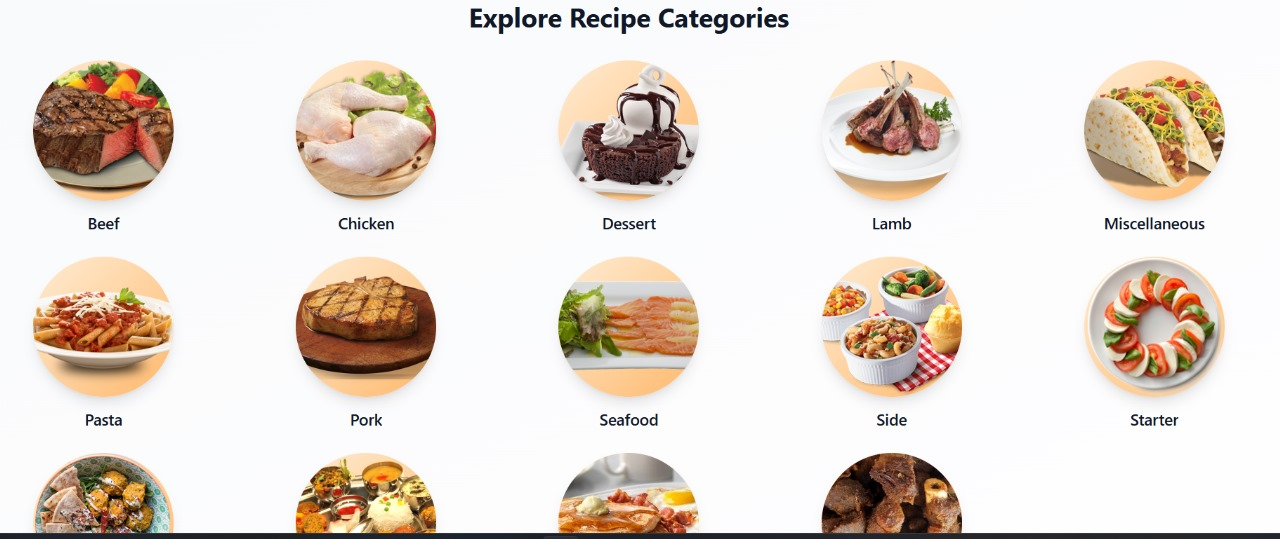 Explore Recipe Categories
Beef
Chicken
Dessert
Lamb
Miscellaneous
Pasta
Pork
Seafood
Side
Starter